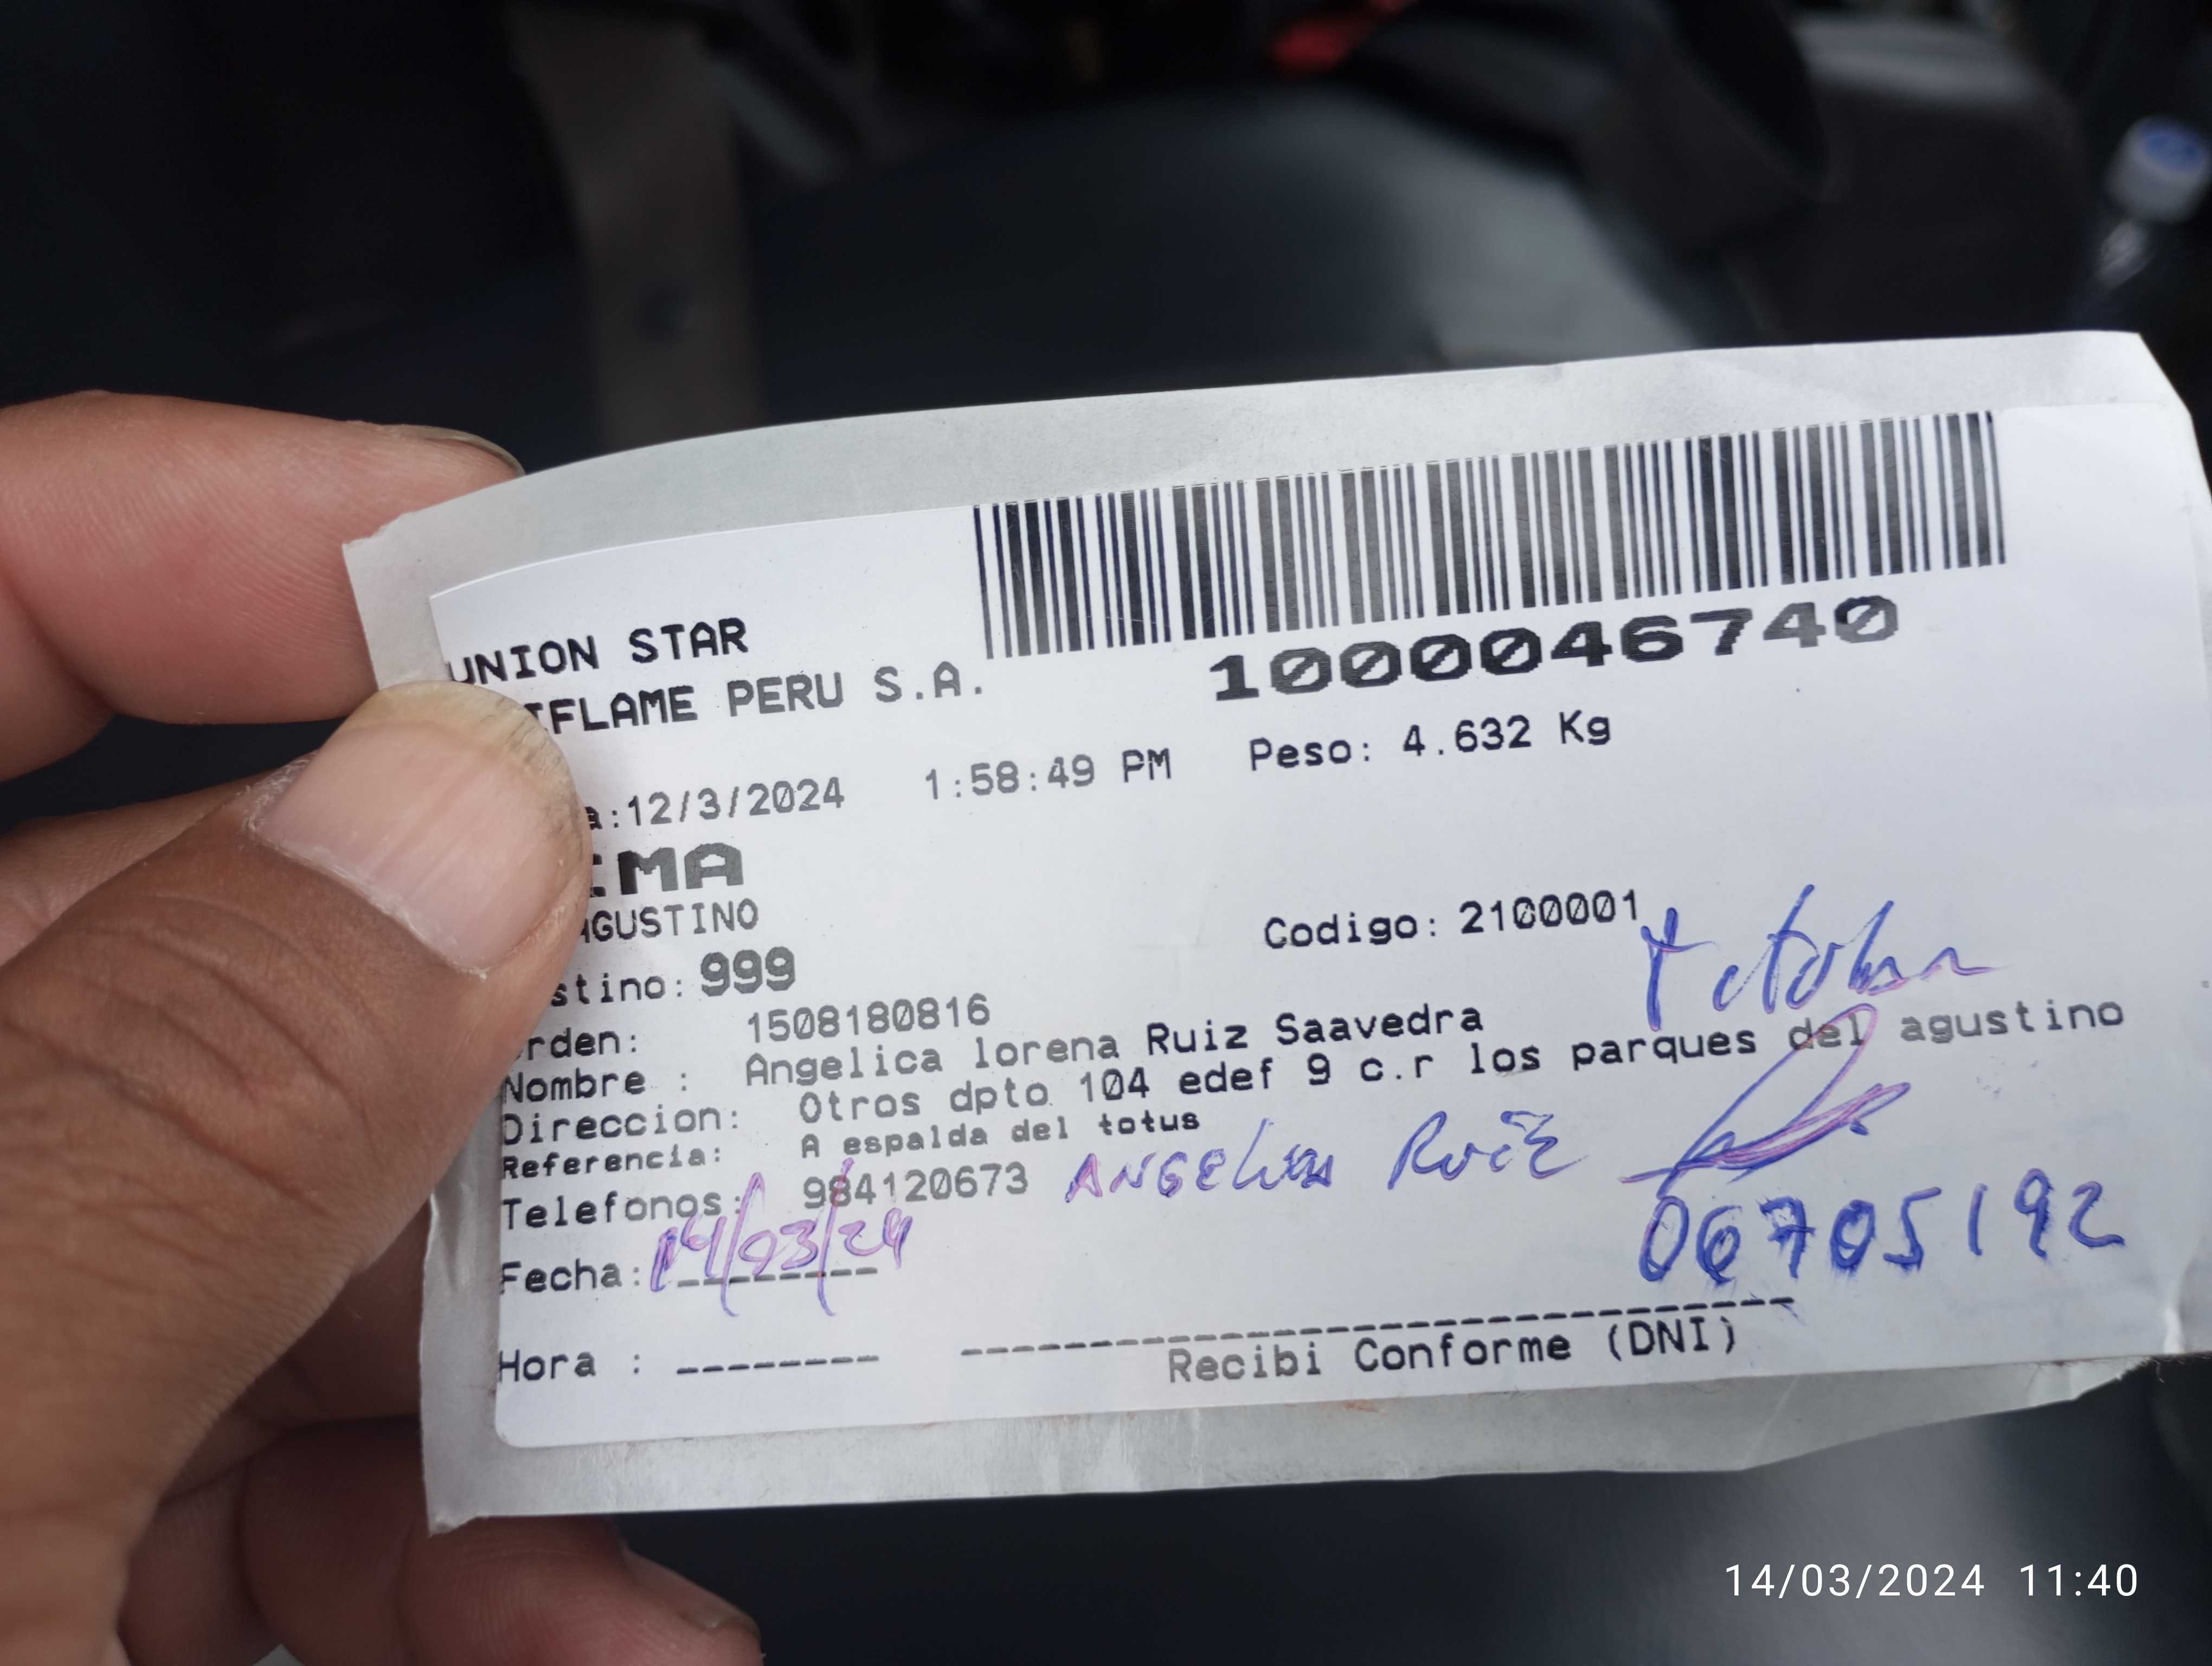 UNION STAR
IFLAME PERU S.A.
1000046740
a:12/3/2024 1:58:49 PM Peso: 4.632 Kg
IMA
AGUSTINO
Codigo: 2100001
stino: 999
rden: 1508180816
Nombre : Angelica lorena Ruiz Saavedra
Direccion: Otros dpto 104 edef 9 c.r los parques del agustino
Referencia: A espalda del totus
Telefonos: 984120673 ANGELICA Ruiz
06705192
Fecha: 14/03/24
Hora :
Recibi Conforme (DNI)
14/03/2024 11:40